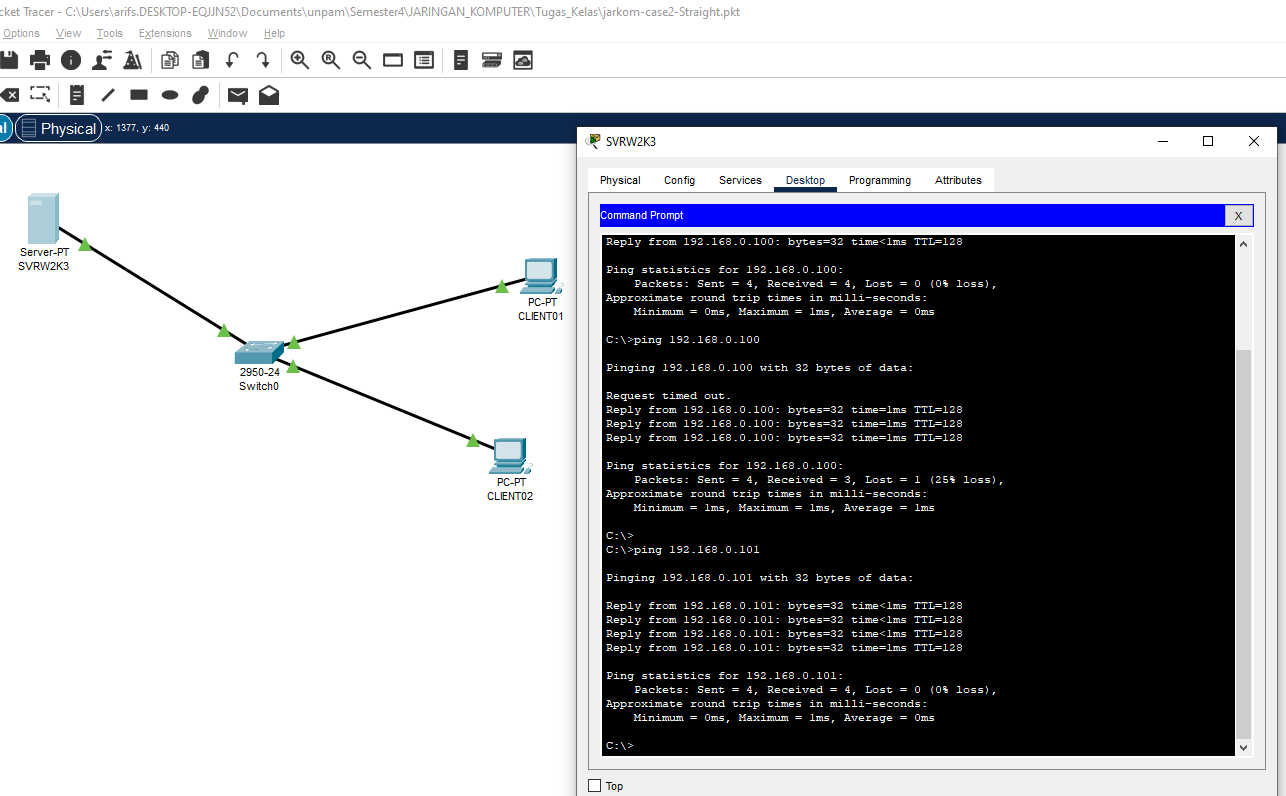 cket Tracer - C:\Users\arifs.DESKTOP-EQJJN52\Documents\unpam\Semester4\JARINGAN_KOMPUTER\Tugas_Kelas\jarkom-case2-Straight.pkt
Options View Tools Extensions Window Help
al Physical x: 1377, y: 440
Server-PT
SVRW2K3
PC-PT
CLIENT01
2950-24
Switch0
PC-PT
CLIENT02
SVRW2K3
Physical Config Services Desktop Programming Attributes
Command Prompt X
Reply from 192.168.0.100: bytes=32 time<1ms TTL=128
Ping statistics for 192.168.0.100:
Packets: Sent = 4, Received = 4, Lost = 0 (0% loss),
Approximate round trip times in milli-seconds:
Minimum = 0ms, Maximum = 1ms, Average = 0ms
C:\>ping 192.168.0.100
Pinging 192.168.0.100 with 32 bytes of data:
Request timed out.
Reply from 192.168.0.100: bytes=32 time=1ms TTL=128
Reply from 192.168.0.100: bytes=32 time=1ms TTL=128
Reply from 192.168.0.100: bytes=32 time=1ms TTL=128
Ping statistics for 192.168.0.100:
Packets: Sent = 4, Received = 3, Lost = 1 (25% loss),
Approximate round trip times in milli-seconds:
Minimum = 1ms, Maximum = 1ms, Average = 1ms
C:\>
C:\>ping 192.168.0.101
Pinging 192.168.0.101 with 32 bytes of data:
Reply from 192.168.0.101: bytes=32 time<1ms TTL=128
Reply from 192.168.0.101: bytes=32 time<1ms TTL=128
Reply from 192.168.0.101: bytes=32 time<1ms TTL=128
Reply from 192.168.0.101: bytes=32 time=1ms TTL=128
Ping statistics for 192.168.0.101:
Packets: Sent = 4, Received = 4, Lost = 0 (0% loss),
Approximate round trip times in milli-seconds:
Minimum = 0ms, Maximum = 1ms, Average = 0ms
C:\>
Top